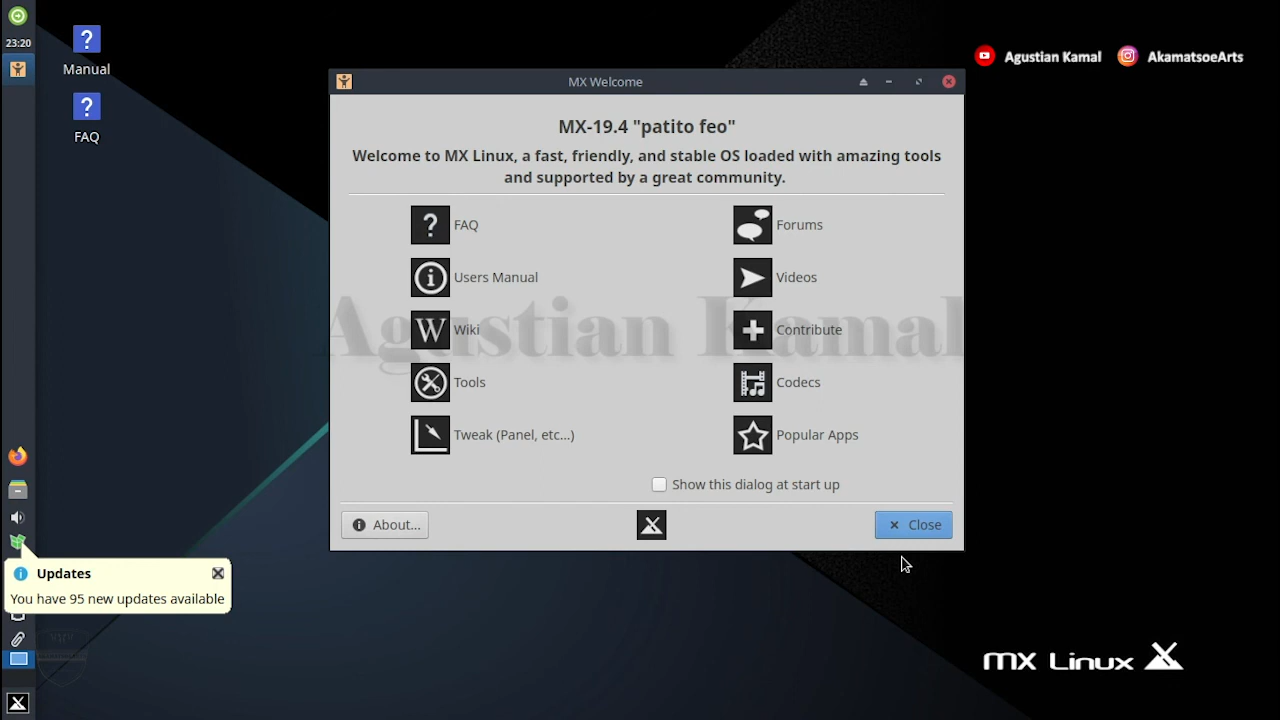 23:20
Manual
FAQ
Agustian Kamal
AkamatsoeArts
MX Welcome
MX-19.4 "patito feo"
Welcome to MX Linux, a fast, friendly, and stable OS loaded with amazing tools
and supported by a great community.
FAQ
Forums
Users Manual
Videos
Wiki
Contribute
Agustian Kamal
Tools
Codecs
Tweak (Panel, etc...)
Popular Apps
Show this dialog at start up
About...
Close
Updates
You have 95 new updates available
MX Linux